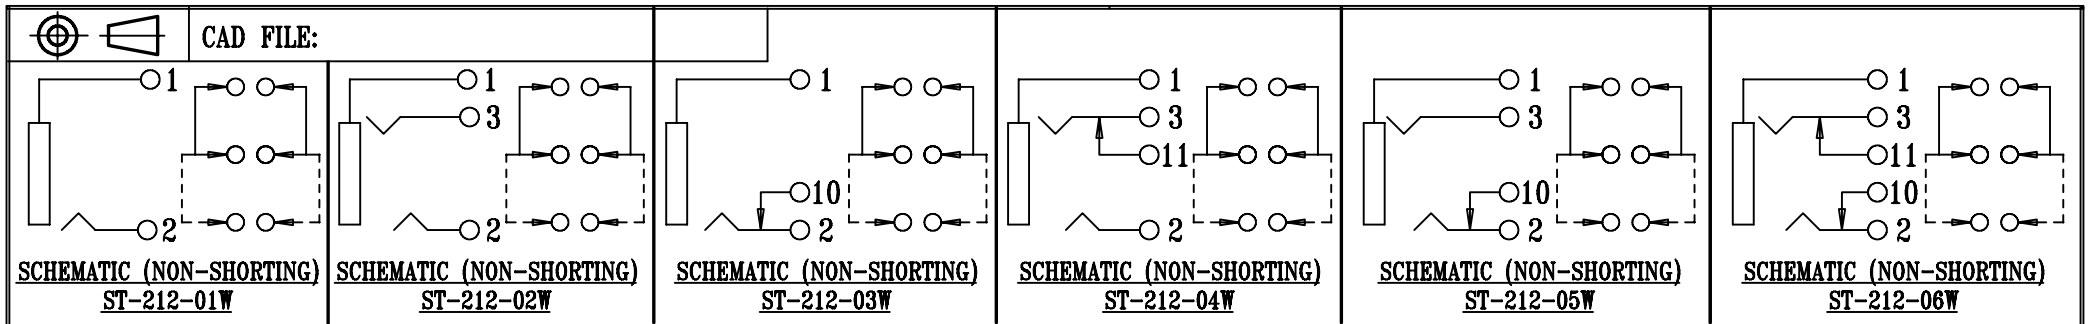 CAD FILE:
1
2
SCHEMATIC (NON-SHORTING)
ST-212-01W
1
3
2
SCHEMATIC (NON-SHORTING)
ST-212-02W
1
10
2
SCHEMATIC (NON-SHORTING)
ST-212-03W
1
3
11
2
SCHEMATIC (NON-SHORTING)
ST-212-04W
1
3
10
2
SCHEMATIC (NON-SHORTING)
ST-212-05W
1
3
11
10
2
SCHEMATIC (NON-SHORTING)
ST-212-06W